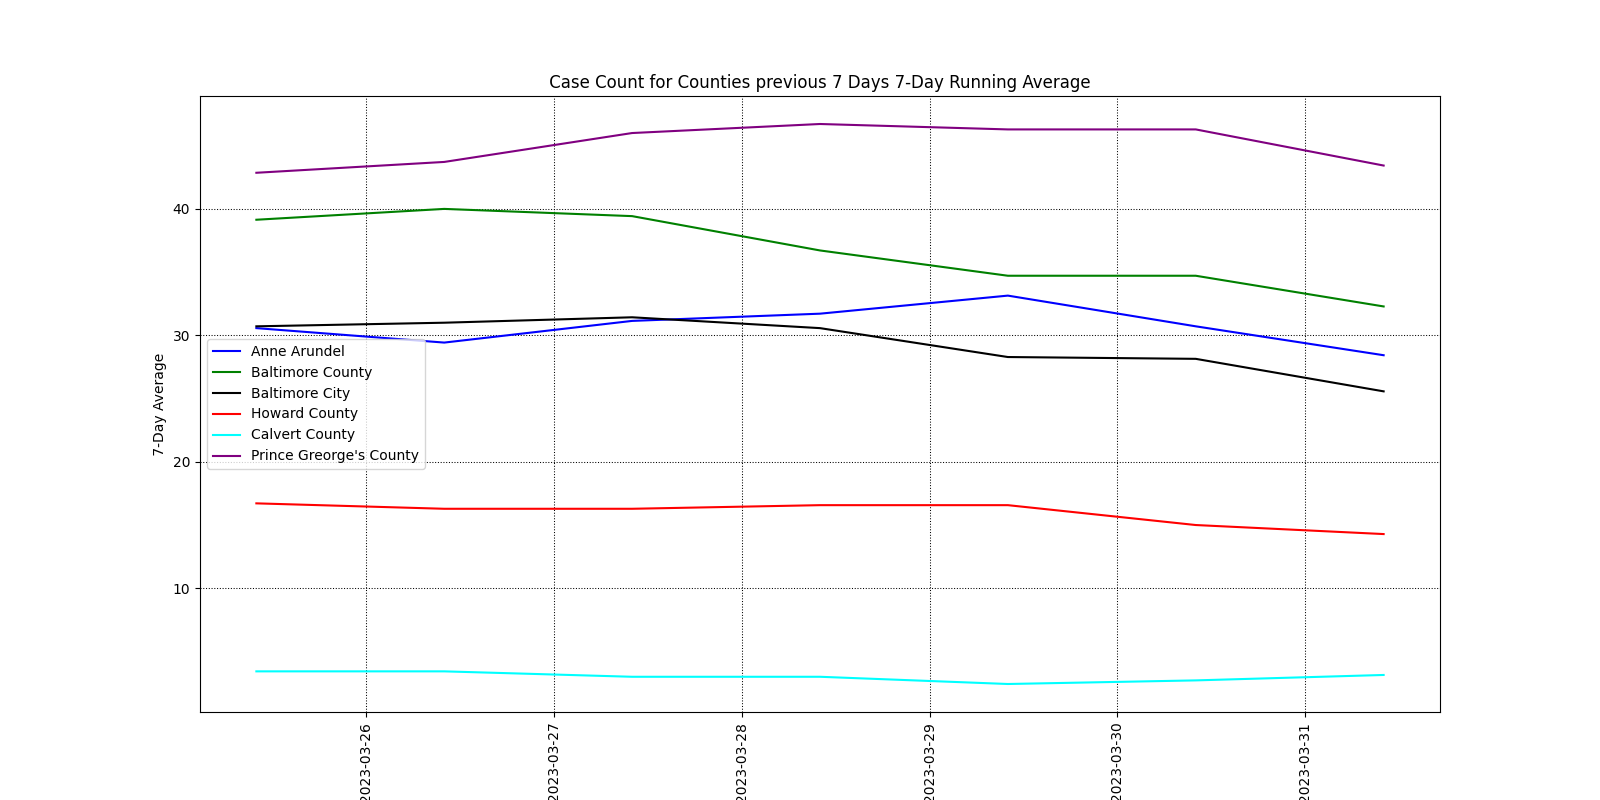 Case Count for Counties previous 7 Days 7-Day Running Average
7-Day Average
40
30
20
10
Anne Arundel
Baltimore County
Baltimore City
Howard County
Calvert County
Prince Greorge's County
2023-03-26
2023-03-27
2023-03-28
2023-03-29
2023-03-30
2023-03-31